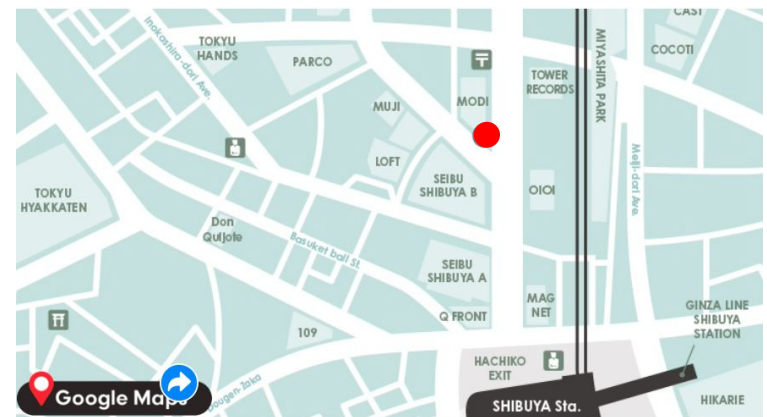 CAST
TOKYU
HANDS
Inokashira-dori Ave.
PARCO
MIYASHITA PARK
COCOTI
〒
TOWER
RECORDS
MUJI
MODI
LOFT
SEIBU
SHIBUYA B
OIOI
Meiji-dori Ave.
TOKYU
HYAKKATEN
Don
Quijote
Basuket ball St.
SEIBU
SHIBUYA A
MAG
NET
Q FRONT
GINZA LINE
SHIBUYA
STATION
109
HACHIKO
EXIT
Google Maps
ougen-Zaka
SHIBUYA Sta.
HIKARIE